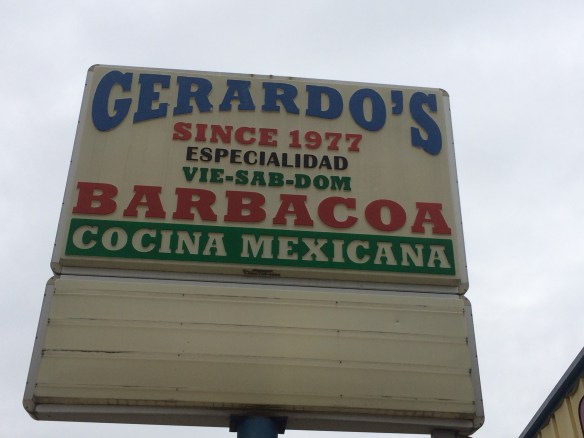 GERARDO'S
SINCE 1977
ESPECIALIDAD
VIE-SAB-DOM
BARBACOA
COCINA MEXICANA